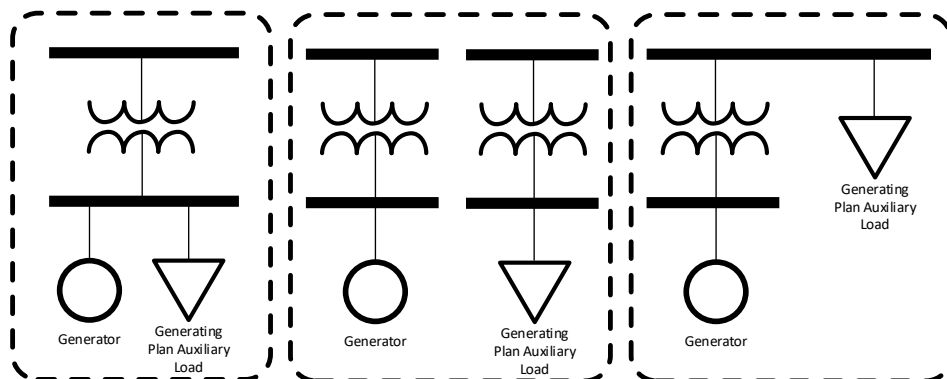 Generator
Generating
Plan Auxiliary
Load
Generator
Generating
Plan Auxiliary
Load
Generator
Generating
Plan Auxiliary
Load